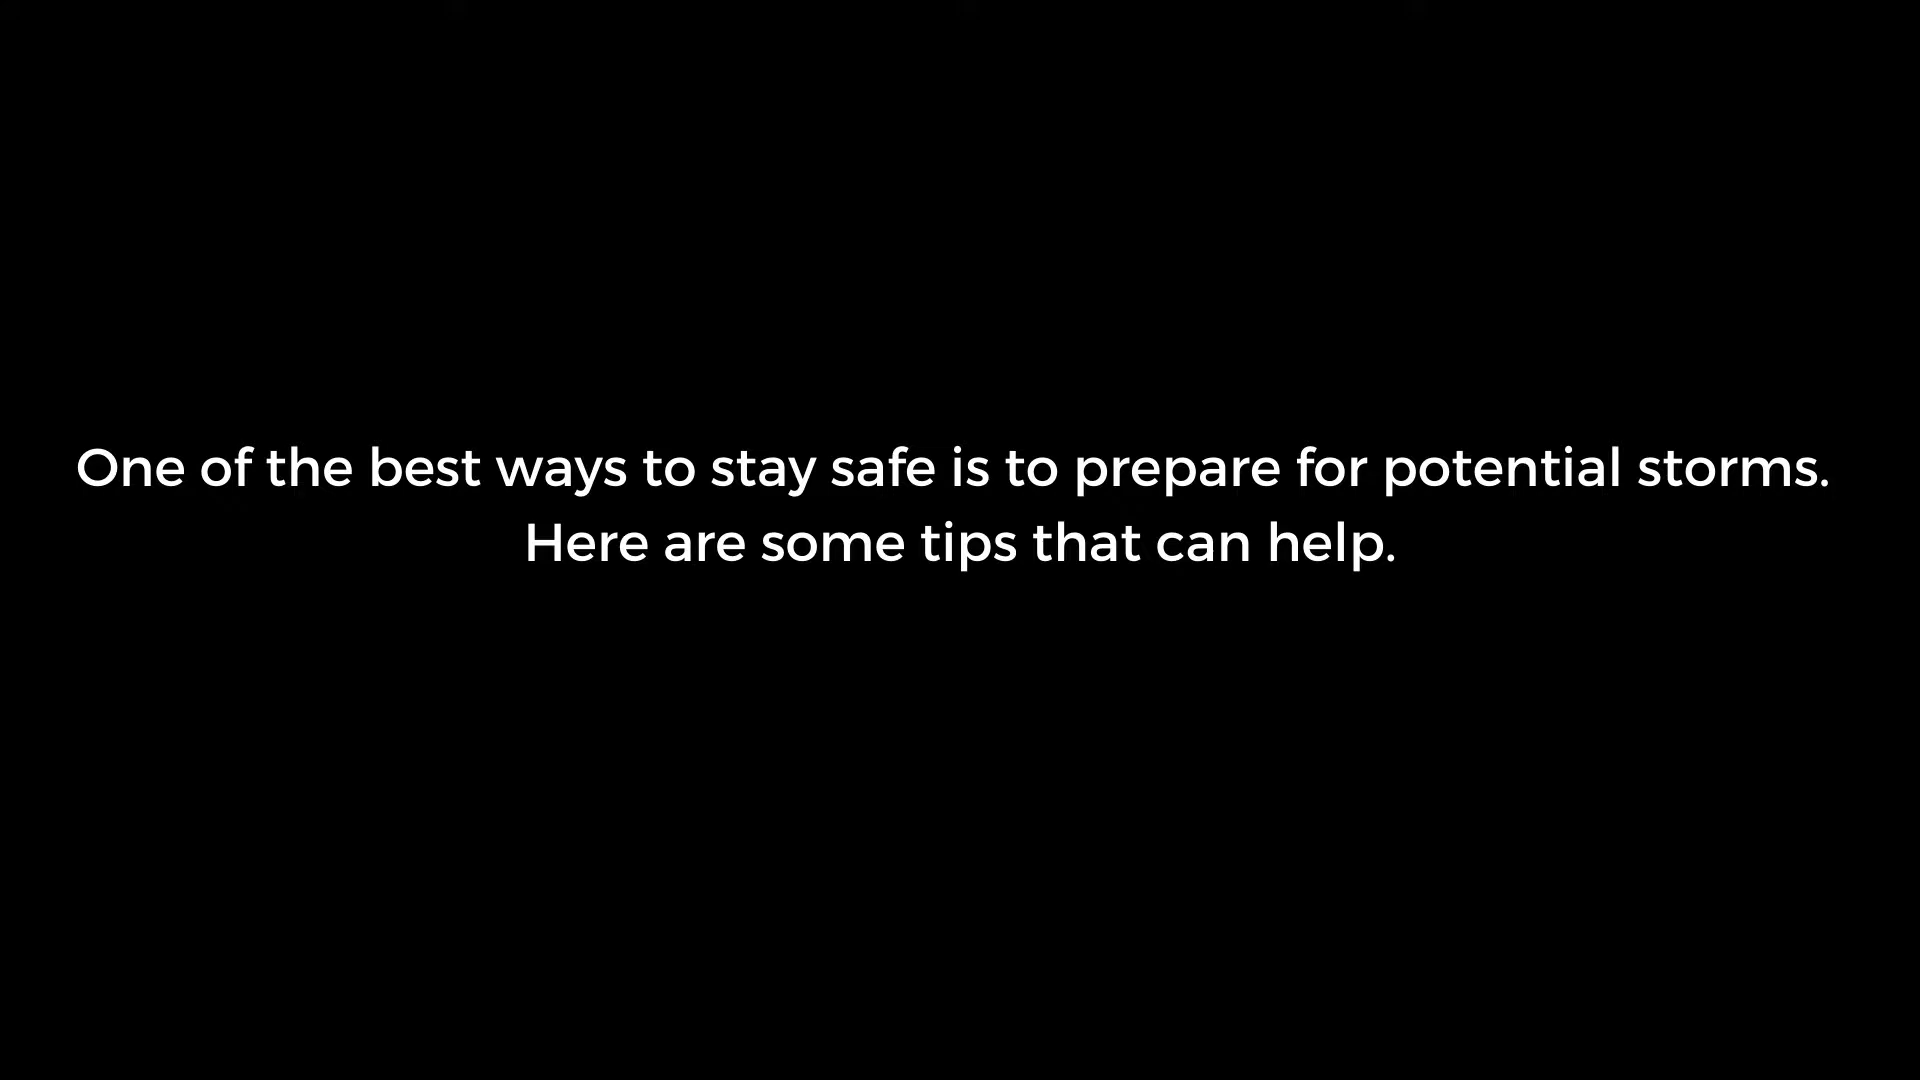 One of the best ways to stay safe is to prepare for potential storms.
Here are some tips that can help.